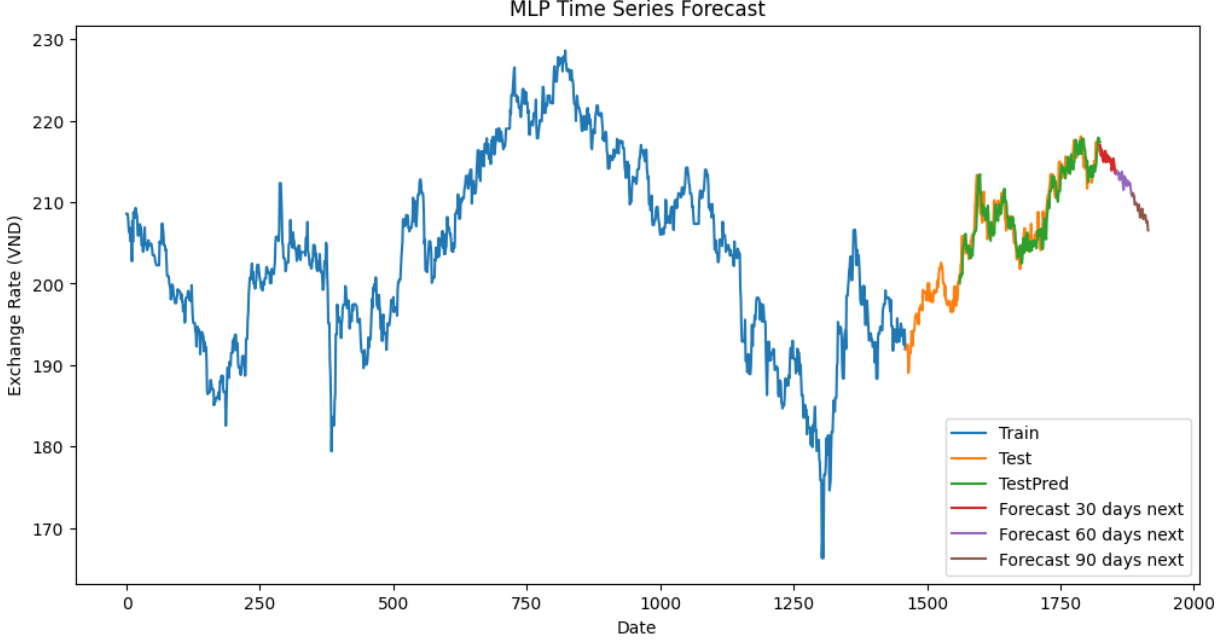 MLP Time Series Forecast
Exchange Rate (VND)
230
220
210
200
190
180
170
0
250
500
750
1000
1250
1500
1750
2000
Date
Train
Test
TestPred
Forecast 30 days next
Forecast 60 days next
Forecast 90 days next